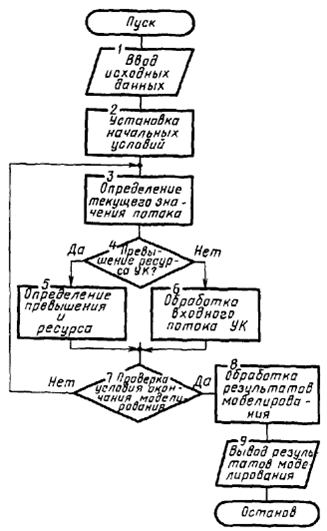 Пуск
1
Ввод
исходных
данных
2
Установка
начальных
условий
3
Определение
текущего зна-
чения потока
Да
4 Превы-
шение ресур-
са УК?
Нет
5
Определение
превышения
и
ресурса
6
Обработка
входного
потока УК
Нет
7 Проверка
условия окон-
чания модели-
рования
Да
8
Обработка
результатов
моделирова-
ния
9
Вывод резуль-
татов моде-
лирования
Останов